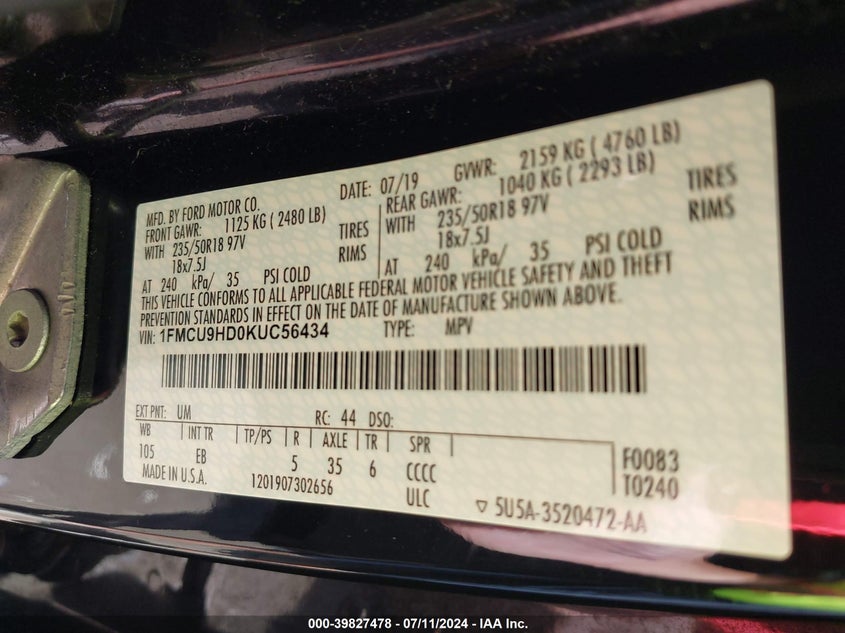 MFD. BY FORD MOTOR CO.
DATE: 07/19 GVWR: 2159 KG ( 4760 LB)
FRONT GAWR: 1125 KG ( 2480 LB)
REAR GAWR: 1040 KG ( 2293 LB)
WITH 235/50R18 97V TIRES
WITH 235/50R18 97V TIRES
18x7.5J RIMS
18x7.5J RIMS
AT 240 kPa/ 35 PSI COLD
AT 240 kPa/ 35 PSI COLD
THIS VEHICLE CONFORMS TO ALL APPLICABLE FEDERAL MOTOR VEHICLE SAFETY AND THEFT
PREVENTION STANDARDS IN EFFECT ON THE DATE OF MANUFACTURE SHOWN ABOVE.
VIN: 1FMCU9HD0KUC56434 TYPE: MPV
EXT PNT: UM RC: 44 DSO:
WB INT TR TP/PS R AXLE TR SPR
105 EB 5 35 6 CCCC F0083
MADE IN U.S.A. 1201907302656 ULC T0240
▽ 5U5A-3520472-AA
000-39827478 - 07/11/2024 - IAA Inc.